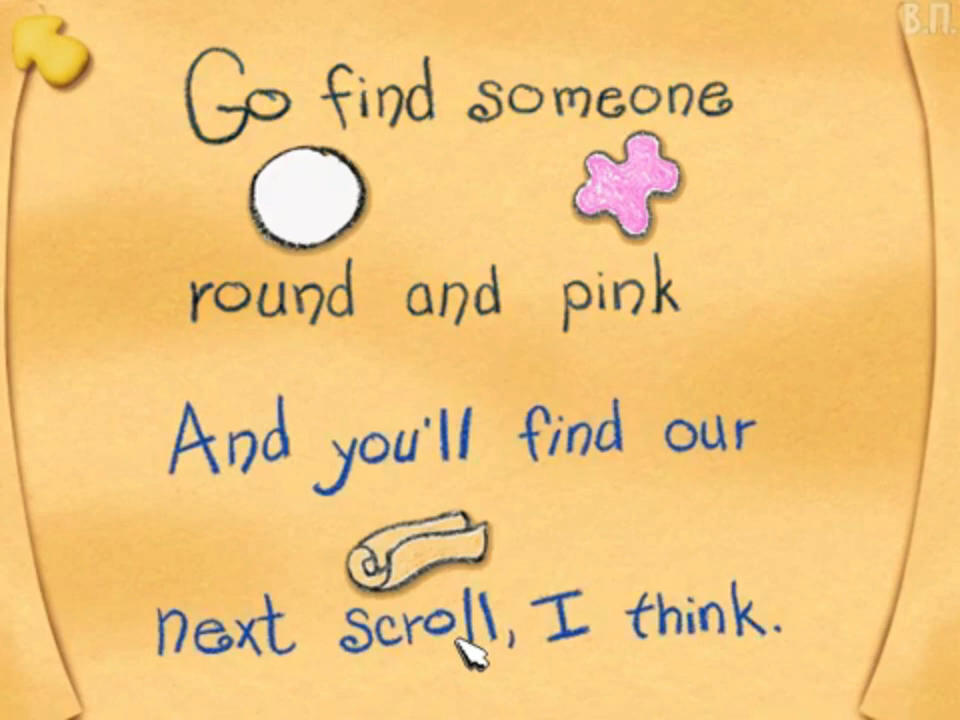 В.П.
Go find someone
round and pink
And you'll find our
next scroll, I think.